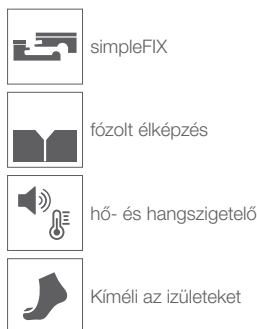 simpleFIX
fózolt élképzés
hő- és hangszigetelő
Kíméli az izületeket